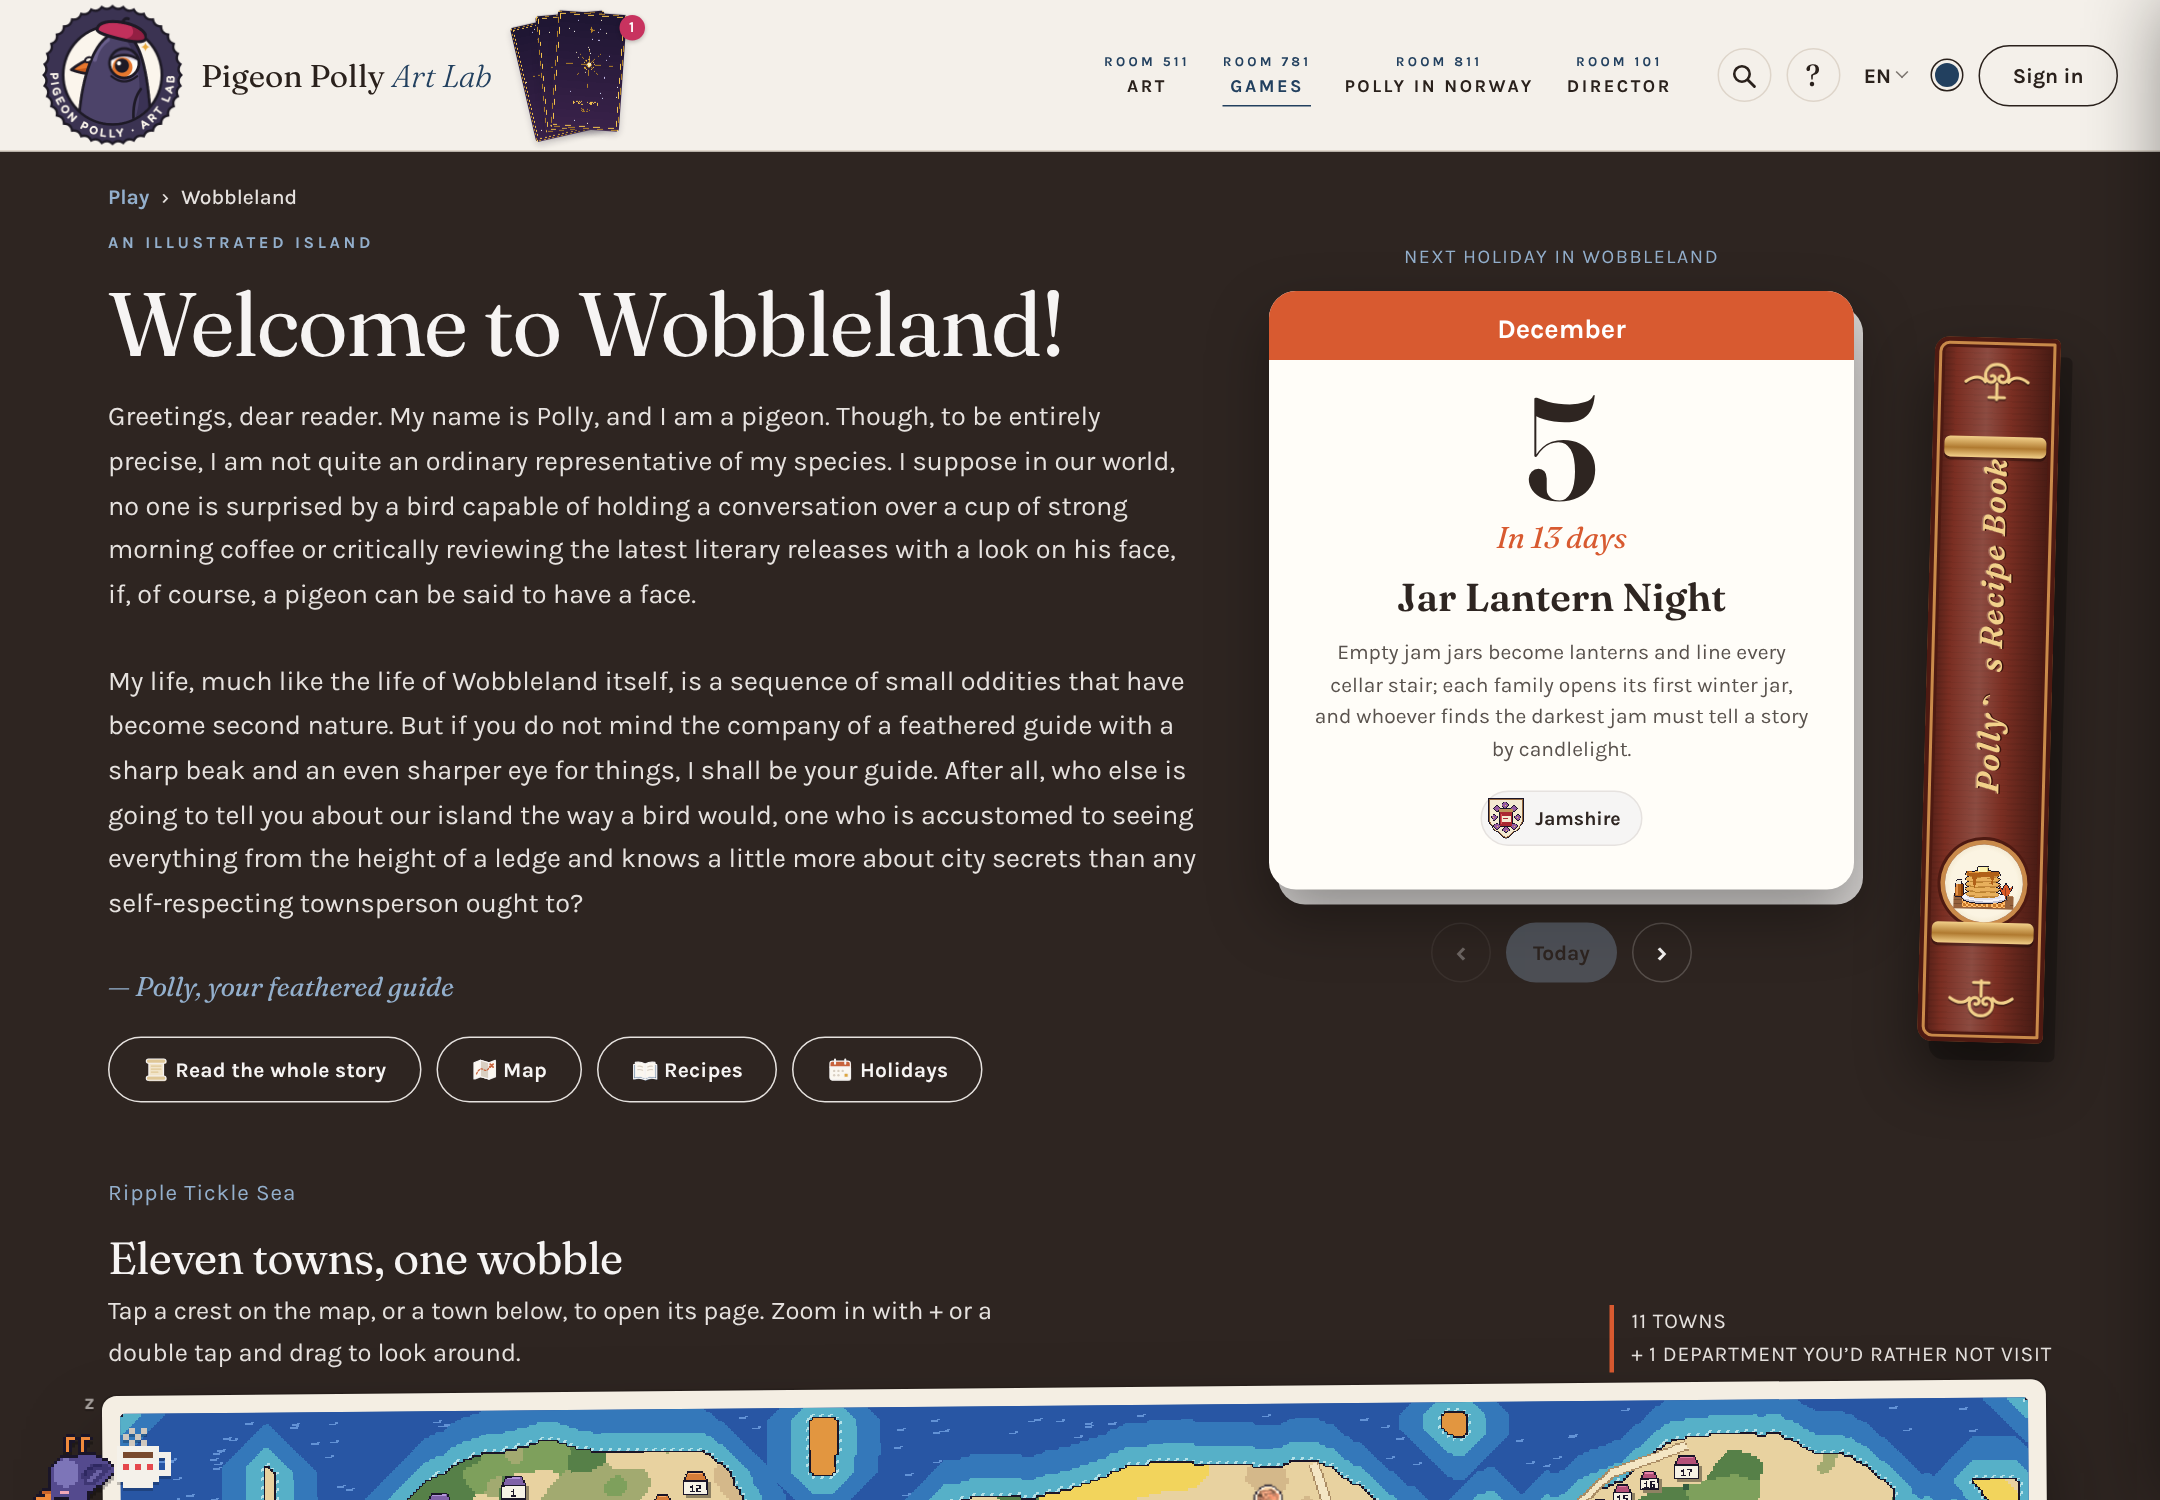 PIGEON POLLY · ART LAB
Pigeon Polly Art Lab
1
ROOM 511
ART
ROOM 781
GAMES
ROOM 811
POLLY IN NORWAY
ROOM 101
DIRECTOR
?
EN
Sign in
Play › Wobbleland
AN ILLUSTRATED ISLAND
Welcome to Wobbleland!
Greetings, dear reader. My name is Polly, and I am a pigeon. Though, to be entirely
precise, I am not quite an ordinary representative of my species. I suppose in our world,
no one is surprised by a bird capable of holding a conversation over a cup of strong
morning coffee or critically reviewing the latest literary releases with a look on his face,
if, of course, a pigeon can be said to have a face.
My life, much like the life of Wobbleland itself, is a sequence of small oddities that have
become second nature. But if you do not mind the company of a feathered guide with a
sharp beak and an even sharper eye for things, I shall be your guide. After all, who else is
going to tell you about our island the way a bird would, one who is accustomed to seeing
everything from the height of a ledge and knows a little more about city secrets than any
self-respecting townsperson ought to?
— Polly, your feathered guide
Read the whole story
Map
Recipes
Holidays
NEXT HOLIDAY IN WOBBLELAND
December
5
In 13 days
Jar Lantern Night
Empty jam jars become lanterns and line every
cellar stair; each family opens its first winter jar,
and whoever finds the darkest jam must tell a story
by candlelight.
Jamshire
‹
Today
›
Polly‘s Recipe Book
Ripple Tickle Sea
Eleven towns, one wobble
Tap a crest on the map, or a town below, to open its page. Zoom in with + or a
double tap and drag to look around.
11 TOWNS
+ 1 DEPARTMENT YOU’D RATHER NOT VISIT
z
1
12
15
16
17